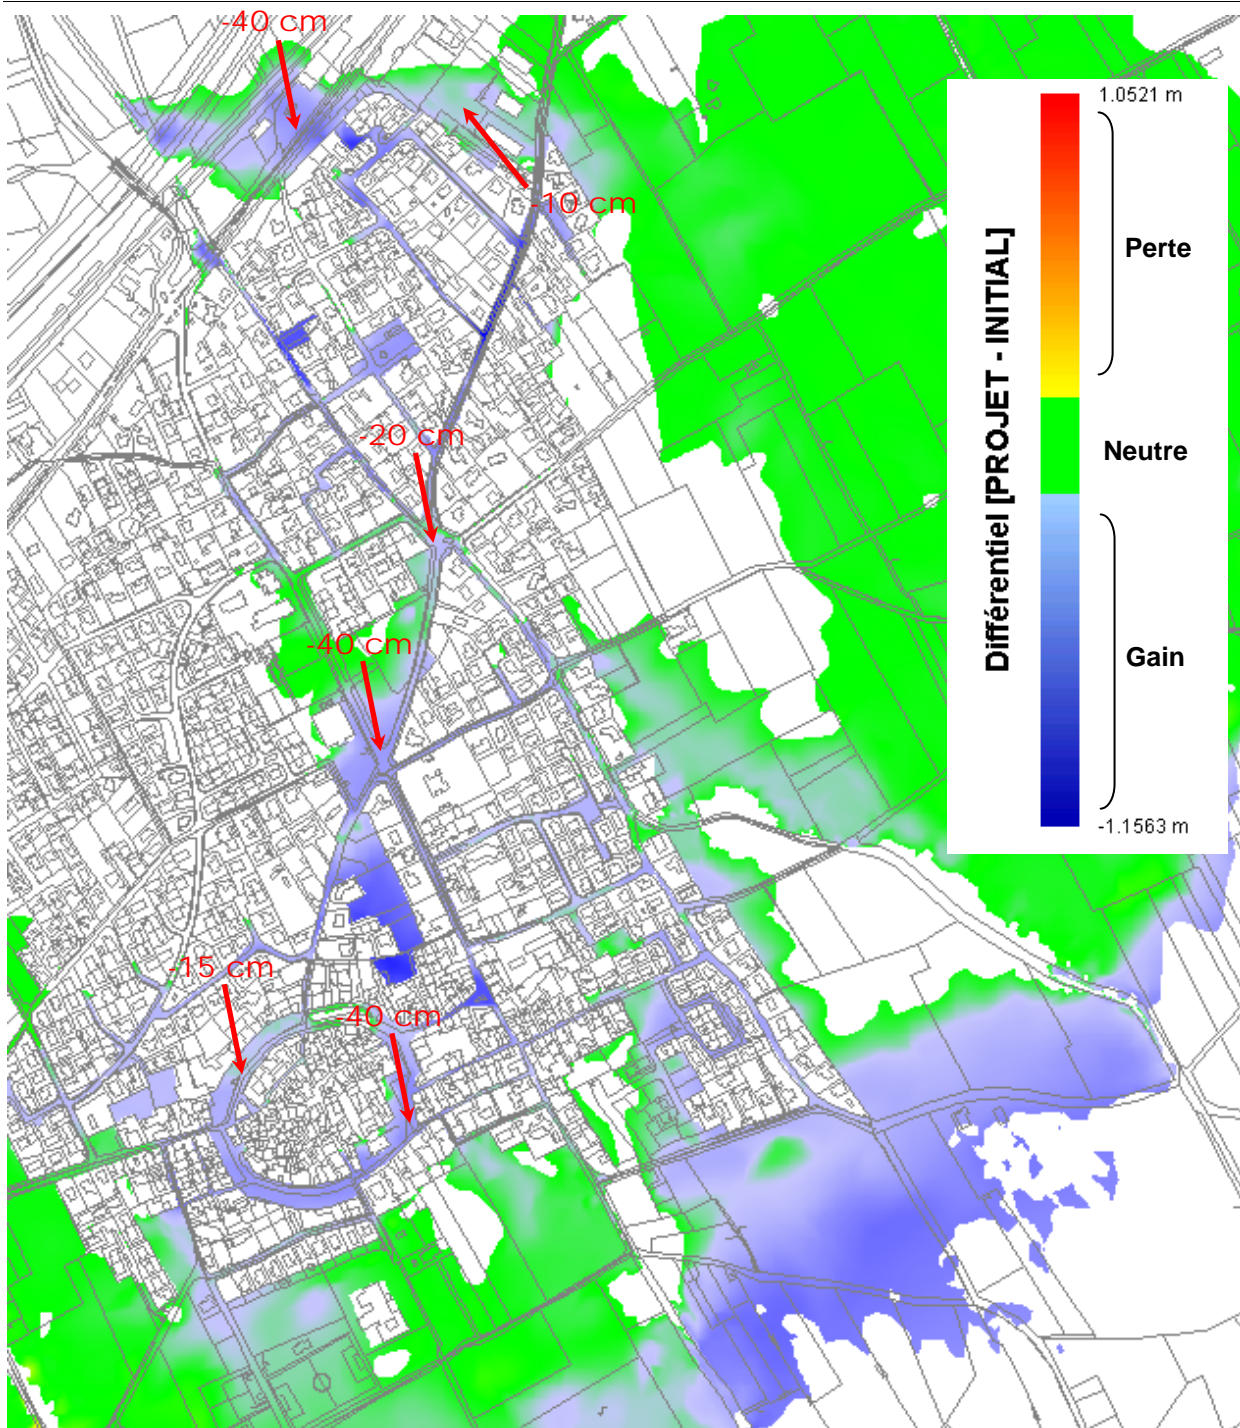 -40 cm
1.0521 m
-10 cm
Perte
Différentiel [PROJET - INITIAL]
-20 cm
Neutre
-40 cm
Gain
-1.1563 m
-15 cm
-40 cm